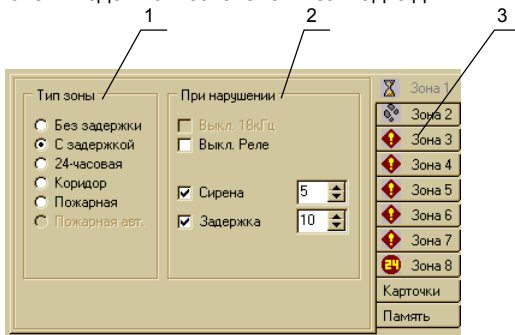 1
2
3
Тип зоны
Без задержки
С задержкой
24-часовая
Коридор
Пожарная
Пожарная авт.
При нарушении
Выкл. 18кГц
Выкл. Реле
Сирена 5
Задержка 10
Зона 1
Зона 2
Зона 3
Зона 4
Зона 5
Зона 6
Зона 7
24 Зона 8
Карточки
Память